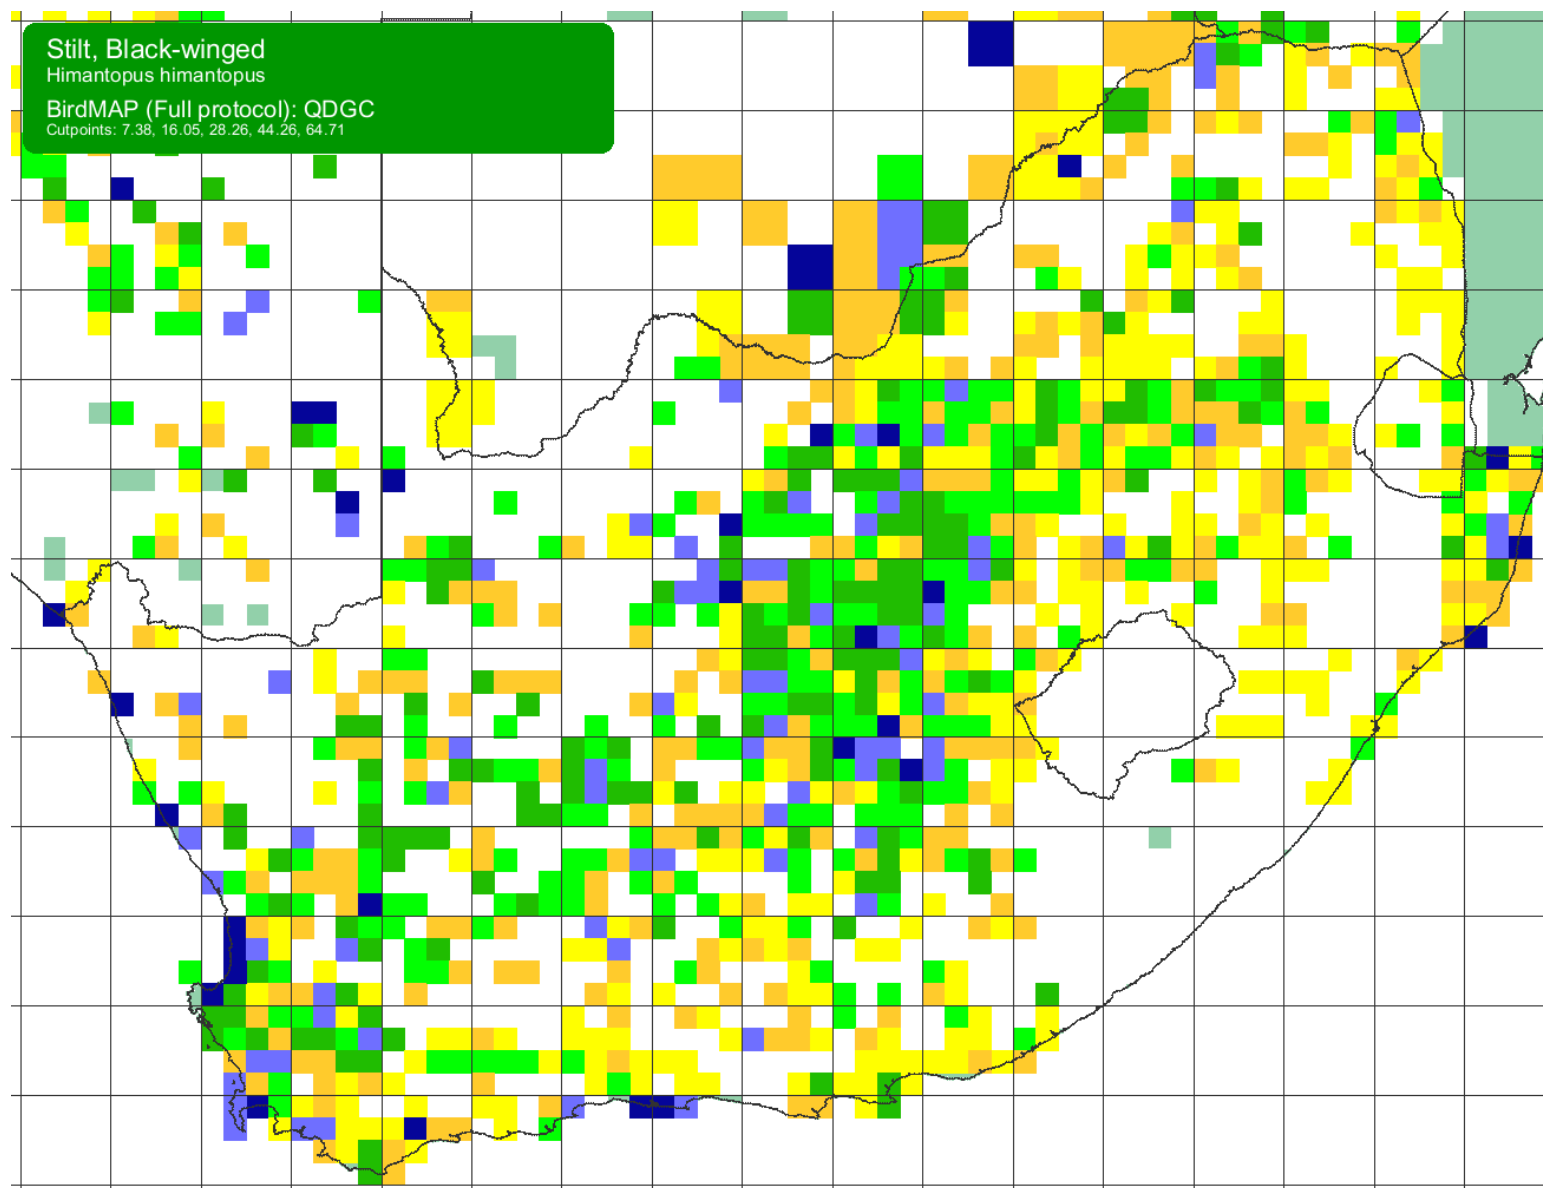 Stilt, Black-winged
Himantopus himantopus
BirdMAP (Full protocol): QDGC
Cutpoints: 7.38, 16.05, 28.26, 44.26, 64.71